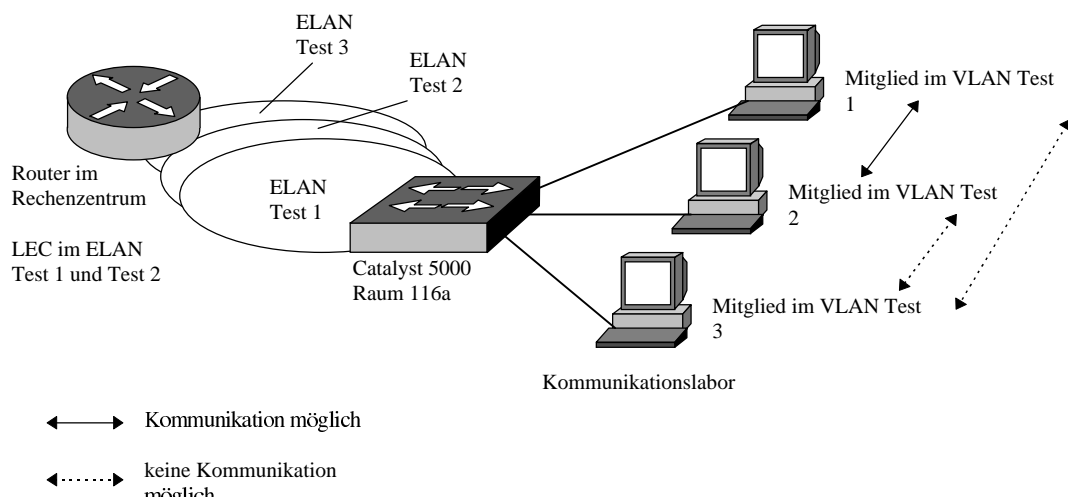 ELAN
Test 3
ELAN
Test 2
Mitglied im VLAN Test
1
Router im
Rechenzentrum
ELAN
Test 1
Mitglied im VLAN Test
2
LEC im ELAN
Test 1 und Test 2
Catalyst 5000
Raum 116a
Mitglied im VLAN Test
3
Kommunikationslabor
Kommunikation möglich
keine Kommunikation
möglich